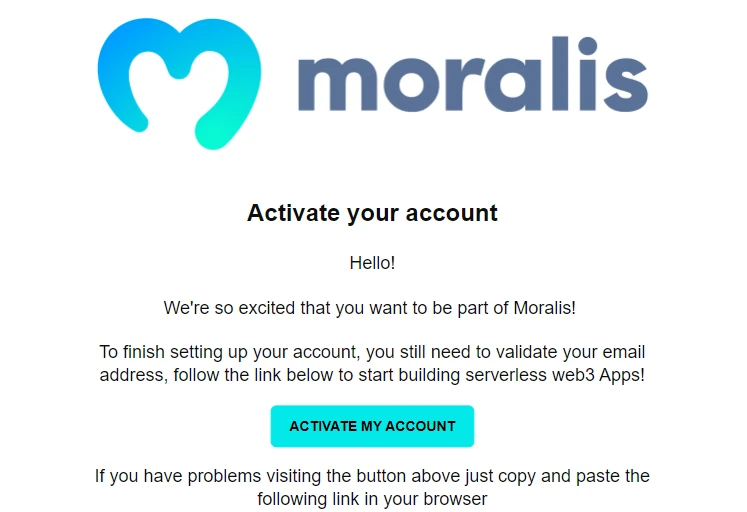 moralis
Activate your account
Hello!
We're so excited that you want to be part of Moralis!
To finish setting up your account, you still need to validate your email
address, follow the link below to start building serverless web3 Apps!
ACTIVATE MY ACCOUNT
If you have problems visiting the button above just copy and paste the
following link in your browser